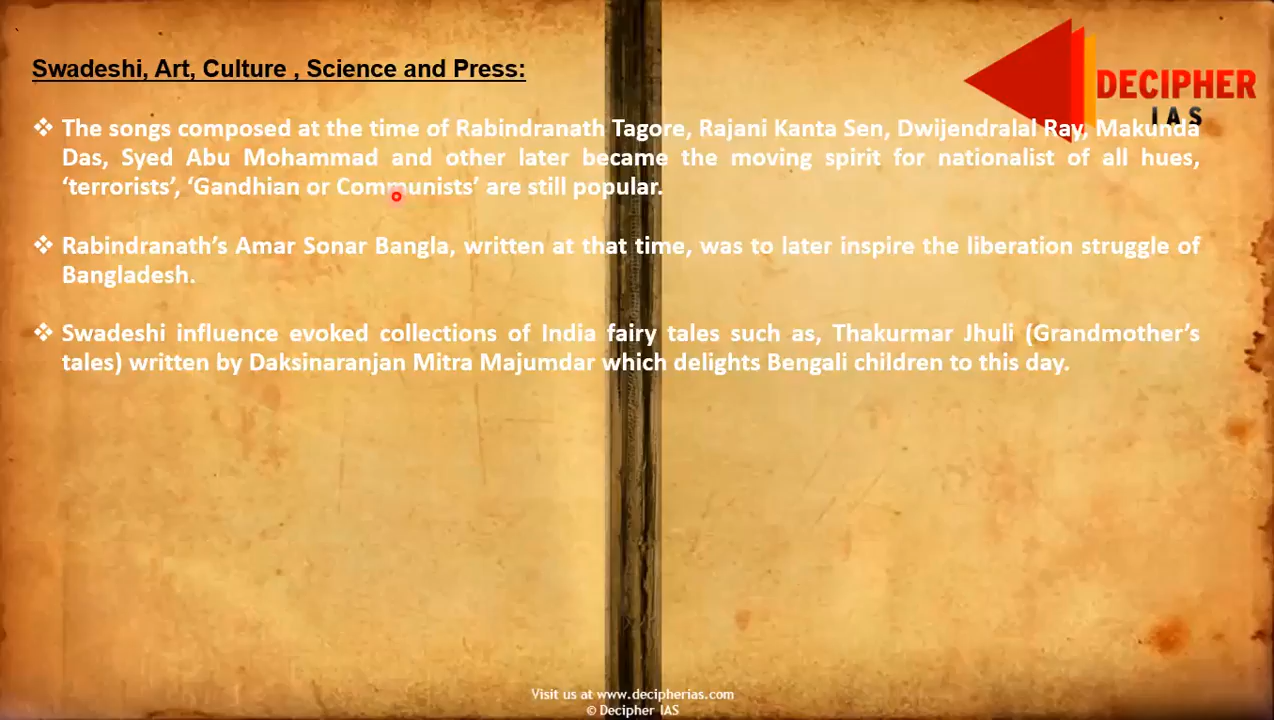 Swadeshi, Art, Culture , Science and Press:
DECIPHER
IAS
❖ The songs composed at the time of Rabindranath Tagore, Rajani Kanta Sen, Dwijendralal Ray, Makunda
Das, Syed Abu Mohammad and other later became the moving spirit for nationalist of all hues,
‘terrorists’, ‘Gandhian or Communists’ are still popular.
❖ Rabindranath’s Amar Sonar Bangla, written at that time, was to later inspire the liberation struggle of
Bangladesh.
❖ Swadeshi influence evoked collections of India fairy tales such as, Thakurmar Jhuli (Grandmother’s
tales) written by Daksinaranjan Mitra Majumdar which delights Bengali children to this day.
Visit us at www.decipherias.com
© Decipher IAS